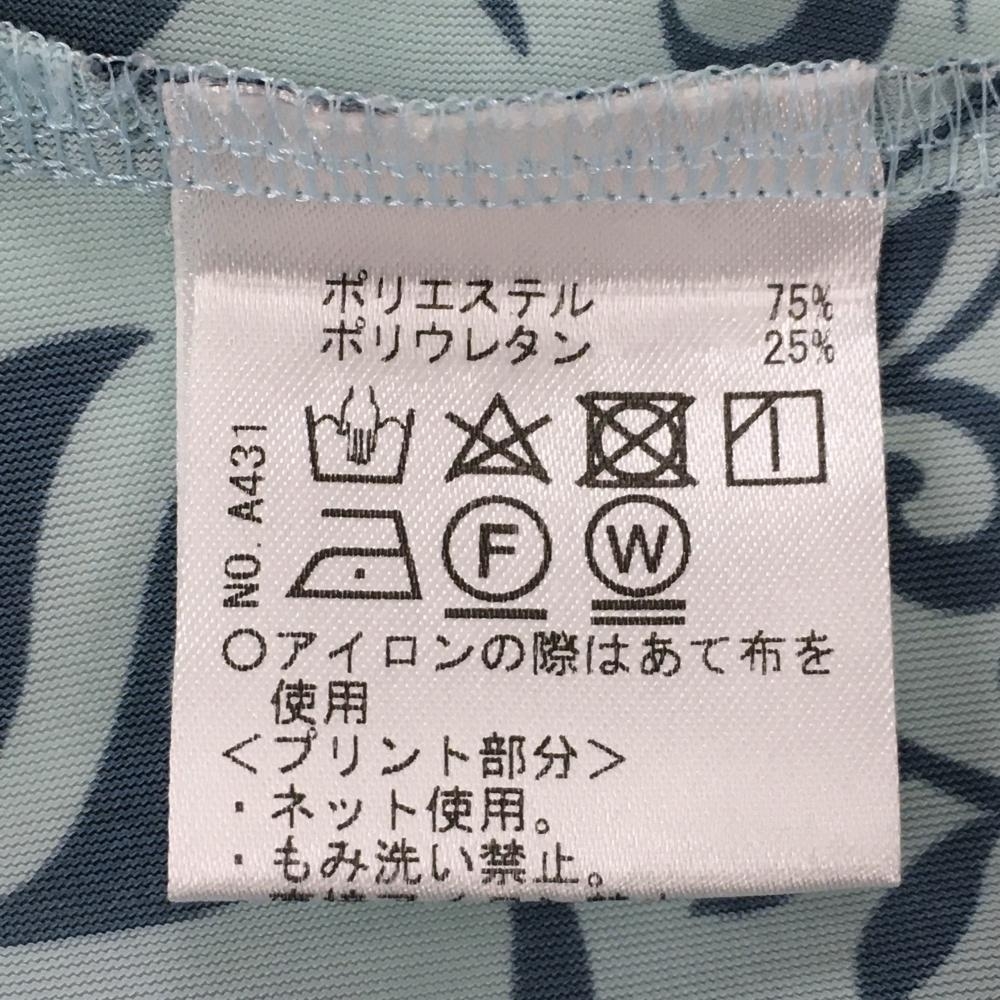 ポリエステル 75%
ポリウレタン 25%
NO. A431
F
W
○アイロンの際はあて布を
使用
<プリント部分>
・ネット使用。
・もみ洗い禁止。